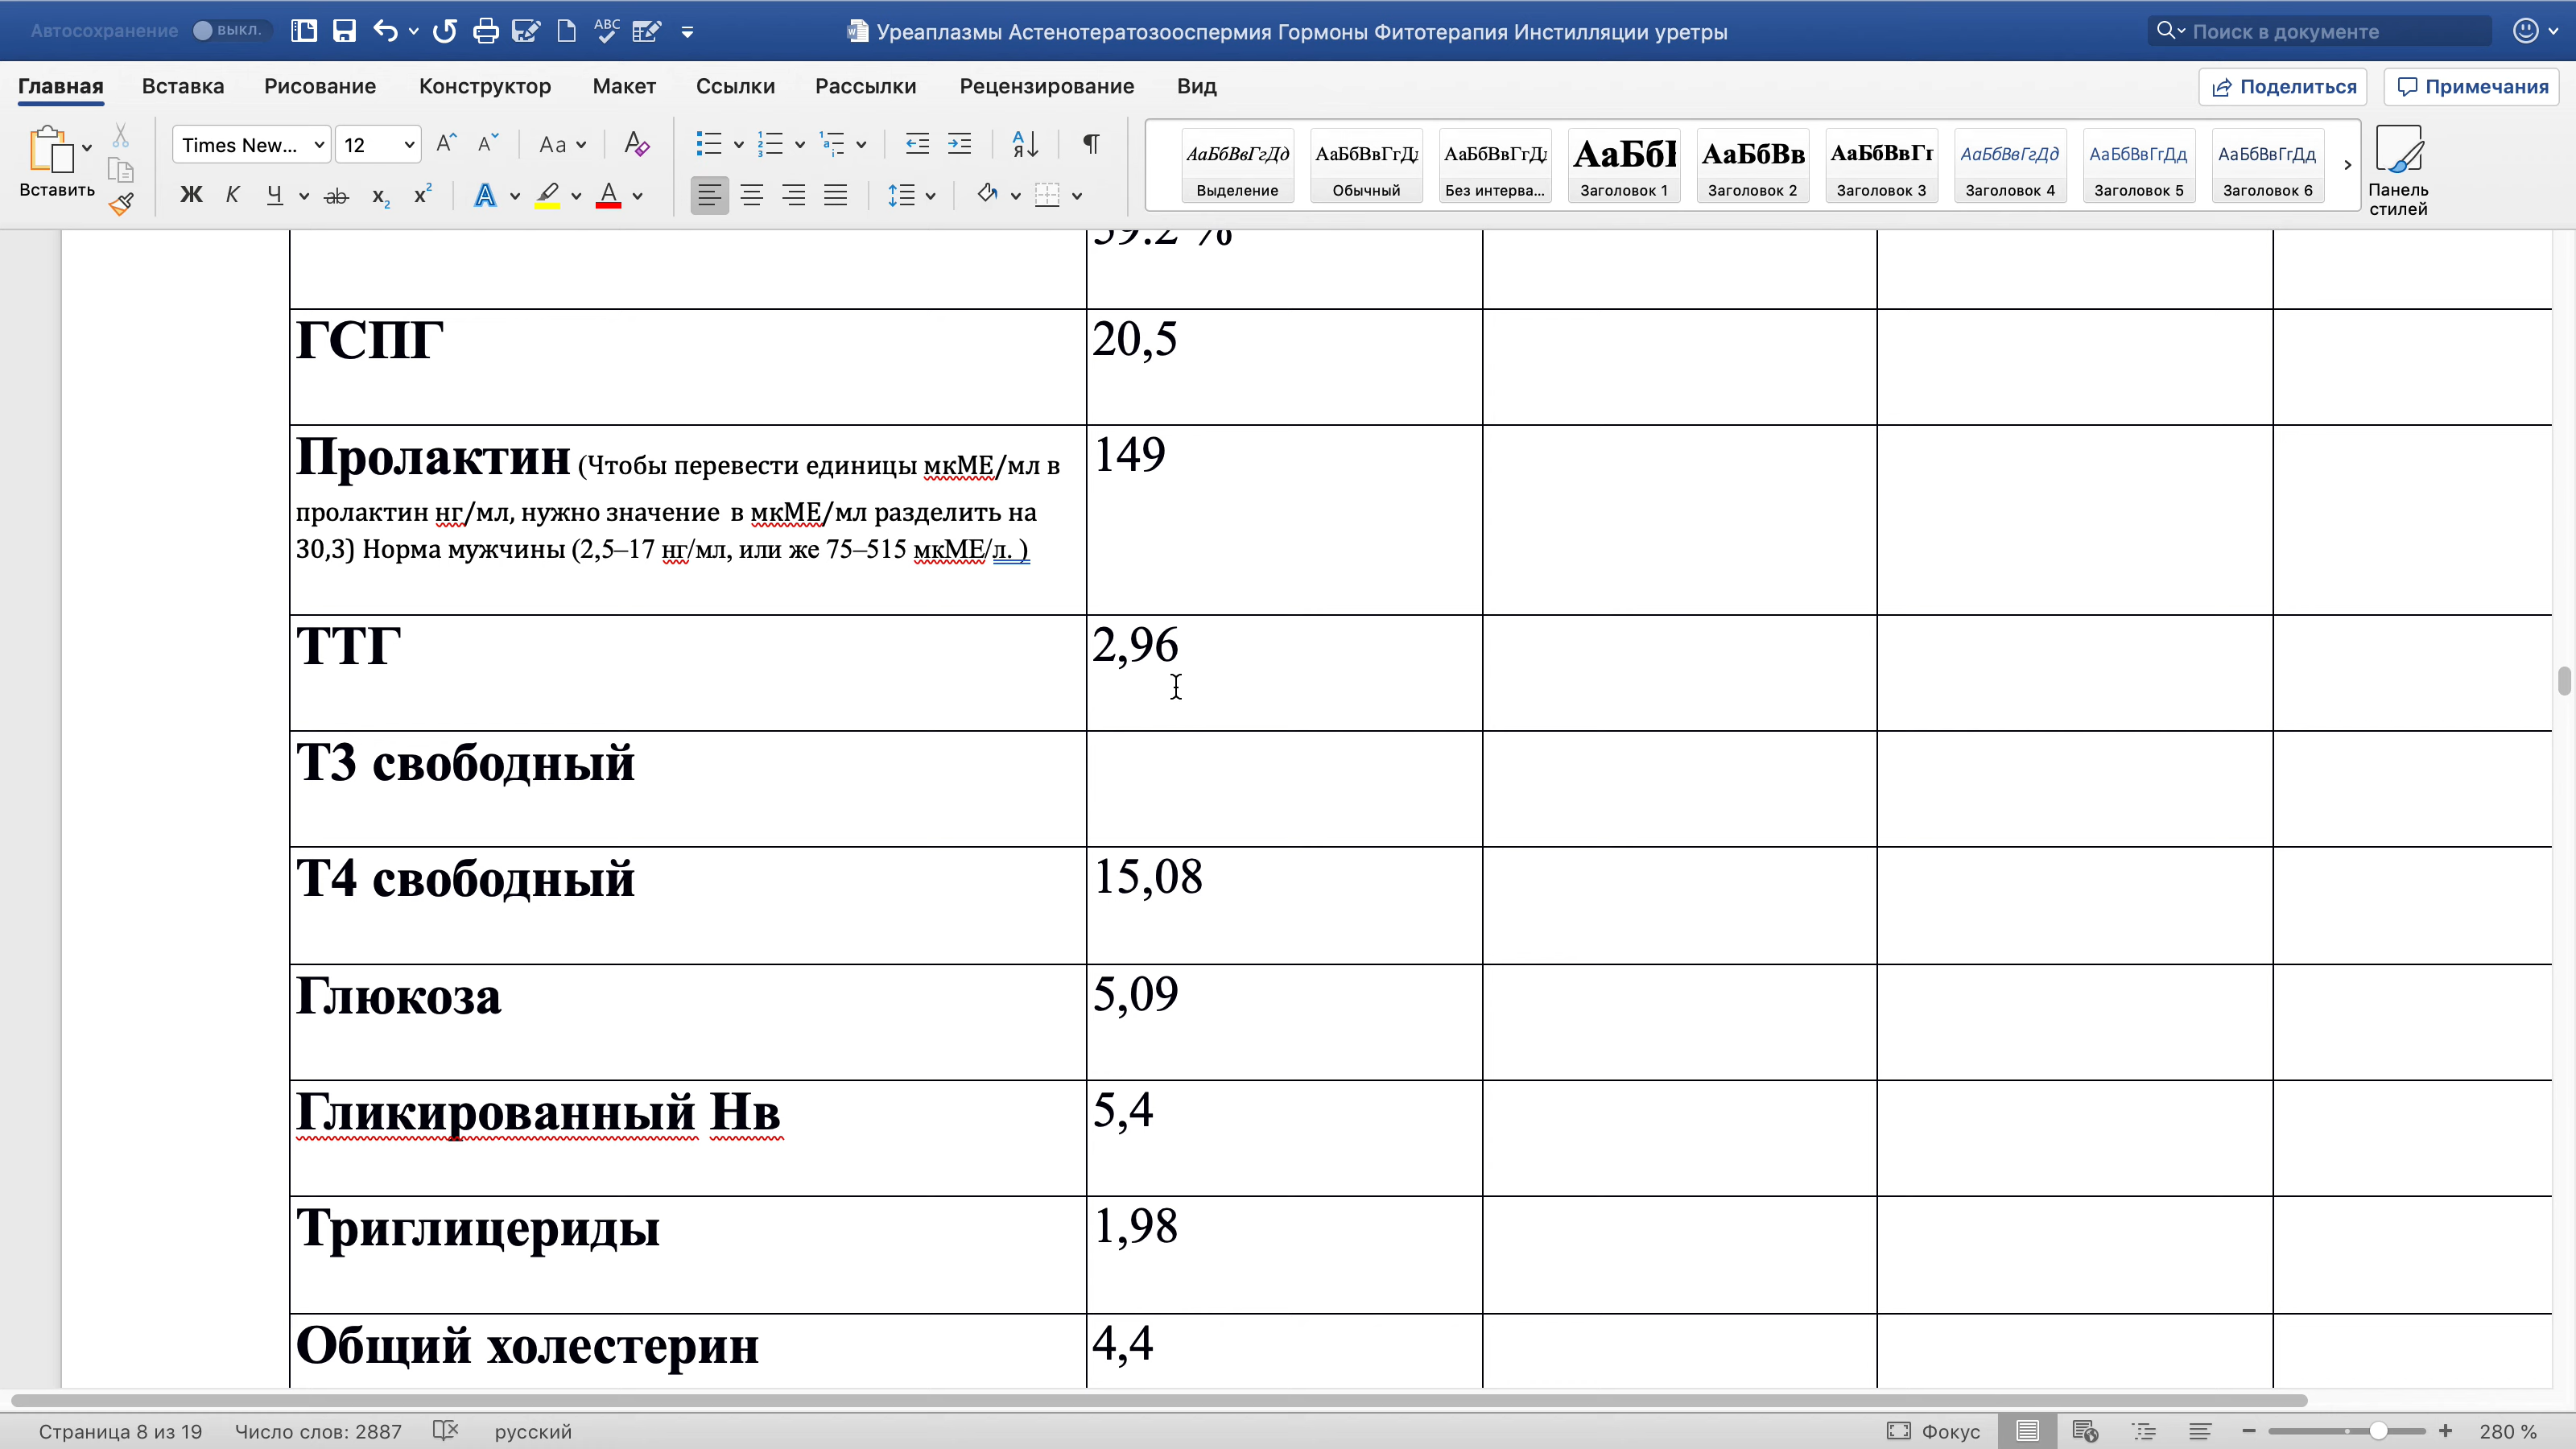 Автосохранение ВЫКЛ. ABC Уреаплазмы Астенотератозооспермия Гормоны Фитотерапия Инстилляции уретры Поиск в документе
Главная Вставка Рисование Конструктор Макет Ссылки Рассылки Рецензирование Вид Поделиться Примечания
Вставить
Times New... 12
Ж К Ч ab
АаБбВвГгДд Выделение
АаБбВвГгДд Обычный
АаБбВвГгДд Без интерва...
АаБбІ Заголовок 1
АаБбВв Заголовок 2
АаБбВвГг Заголовок 3
АаБбВвГгДд Заголовок 4
АаБбВвГгДд Заголовок 5
АаБбВвГгДд Заголовок 6
Панель
стилей
59.2 %
ГСПГ 20,5
Пролактин (Чтобы перевести единицы мкМЕ/мл в 149
пролактин нг/мл, нужно значение в мкМЕ/мл разделить на
30,3) Норма мужчины (2,5–17 нг/мл, или же 75–515 мкМЕ/л. )
ТТГ 2,96
Т3 свободный
Т4 свободный 15,08
Глюкоза 5,09
Гликированный Нв 5,4
Триглицериды 1,98
Общий холестерин 4,4
Страница 8 из 19 Число слов: 2887 русский Фокус 280 %